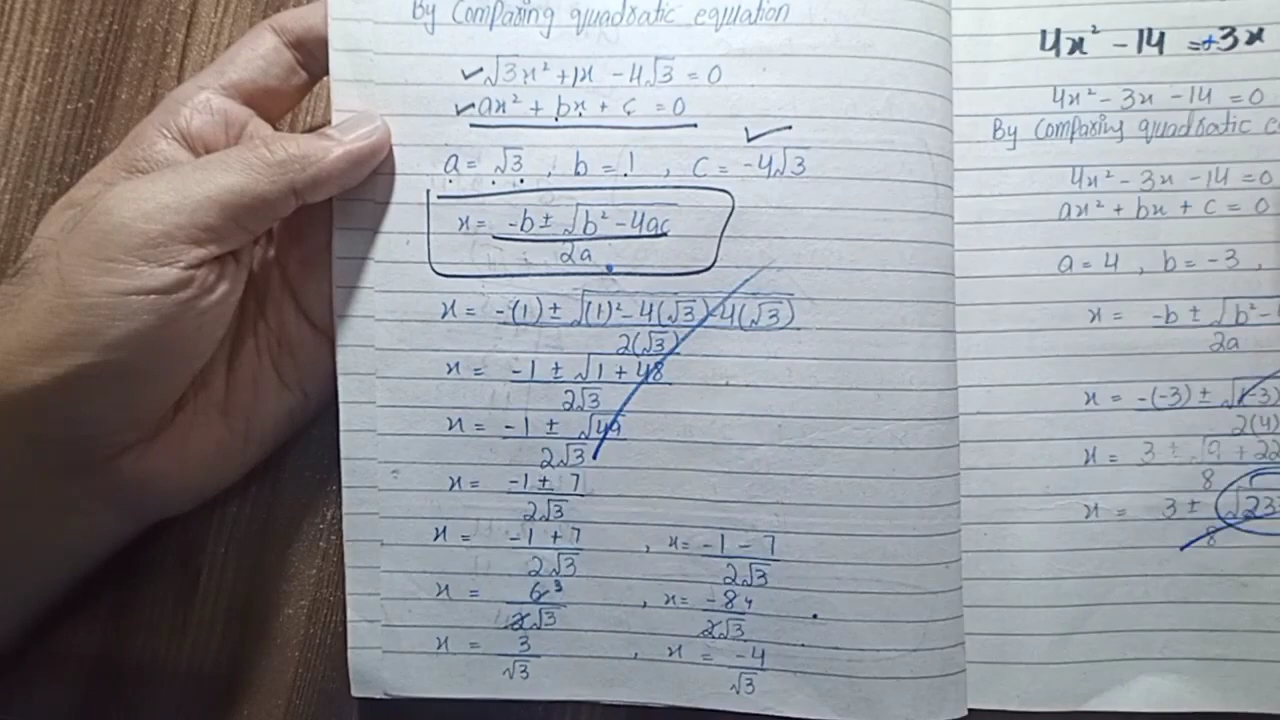 By Comparing quadratic equation
√3x² + 1x - 4√3 = 0
ax² + bx + c = 0
a = √3 , b = 1 , c = -4√3
x = -b ± √b² - 4ac
2a
x = -(1) ± √(1)² - 4(√3) - 4(√3)
2(√3)
x = -1 ± √1 + 48
2√3
x = -1 ± √49
2√3
x = -1 ± 7
2√3
x = -1 + 7 , x = -1 - 7
2√3 2√3
x = 6 3 , x = -8 4
2√3 2√3
x = 3 , x = -4
√3 √3
4x² - 14 = +3x
4x² - 3x - 14 = 0
By Comparing quadratic
4x² - 3x - 14 = 0
ax² + bx + c = 0
a = 4 , b = -3 ,
x = -b ± √b² -
2a
x = -(-3) ± √(-3)
2(4)
x = 3 ± √9 + 22
8
x = 3 ± √23
8